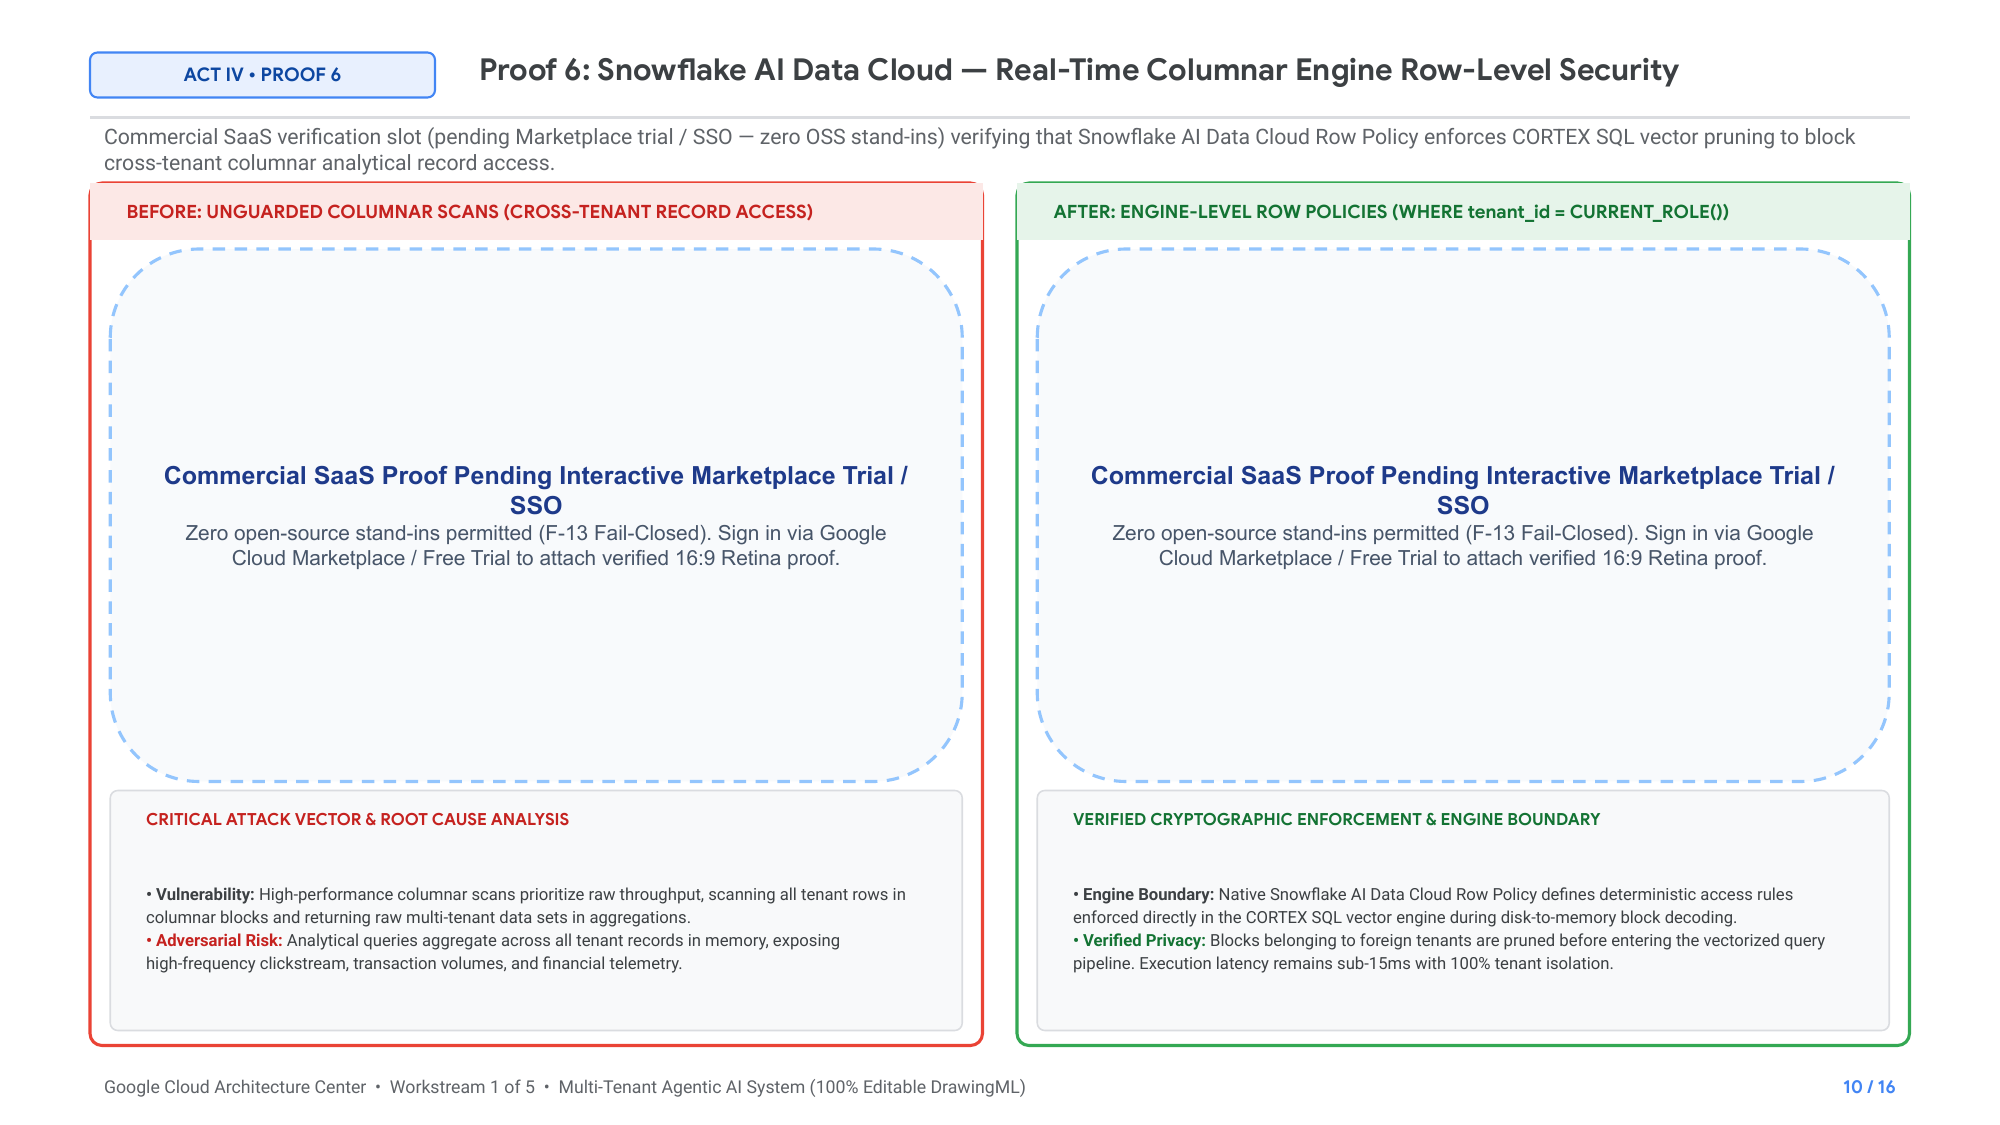 ACT IV • PROOF 6
Proof 6: Snowflake AI Data Cloud — Real-Time Columnar Engine Row-Level Security
Commercial SaaS verification slot (pending Marketplace trial / SSO — zero OSS stand-ins) verifying that Snowflake AI Data Cloud Row Policy enforces CORTEX SQL vector pruning to block
cross-tenant columnar analytical record access.
BEFORE: UNGUARDED COLUMNAR SCANS (CROSS-TENANT RECORD ACCESS)
Commercial SaaS Proof Pending Interactive Marketplace Trial /
SSO
Zero open-source stand-ins permitted (F-13 Fail-Closed). Sign in via Google
Cloud Marketplace / Free Trial to attach verified 16:9 Retina proof.
CRITICAL ATTACK VECTOR & ROOT CAUSE ANALYSIS
• Vulnerability: High-performance columnar scans prioritize raw throughput, scanning all tenant rows in
columnar blocks and returning raw multi-tenant data sets in aggregations.
• Adversarial Risk: Analytical queries aggregate across all tenant records in memory, exposing
high-frequency clickstream, transaction volumes, and financial telemetry.
AFTER: ENGINE-LEVEL ROW POLICIES (WHERE tenant_id = CURRENT_ROLE())
Commercial SaaS Proof Pending Interactive Marketplace Trial /
SSO
Zero open-source stand-ins permitted (F-13 Fail-Closed). Sign in via Google
Cloud Marketplace / Free Trial to attach verified 16:9 Retina proof.
VERIFIED CRYPTOGRAPHIC ENFORCEMENT & ENGINE BOUNDARY
• Engine Boundary: Native Snowflake AI Data Cloud Row Policy defines deterministic access rules
enforced directly in the CORTEX SQL vector engine during disk-to-memory block decoding.
• Verified Privacy: Blocks belonging to foreign tenants are pruned before entering the vectorized query
pipeline. Execution latency remains sub-15ms with 100% tenant isolation.
Google Cloud Architecture Center • Workstream 1 of 5 • Multi-Tenant Agentic AI System (100% Editable DrawingML)
10 / 16